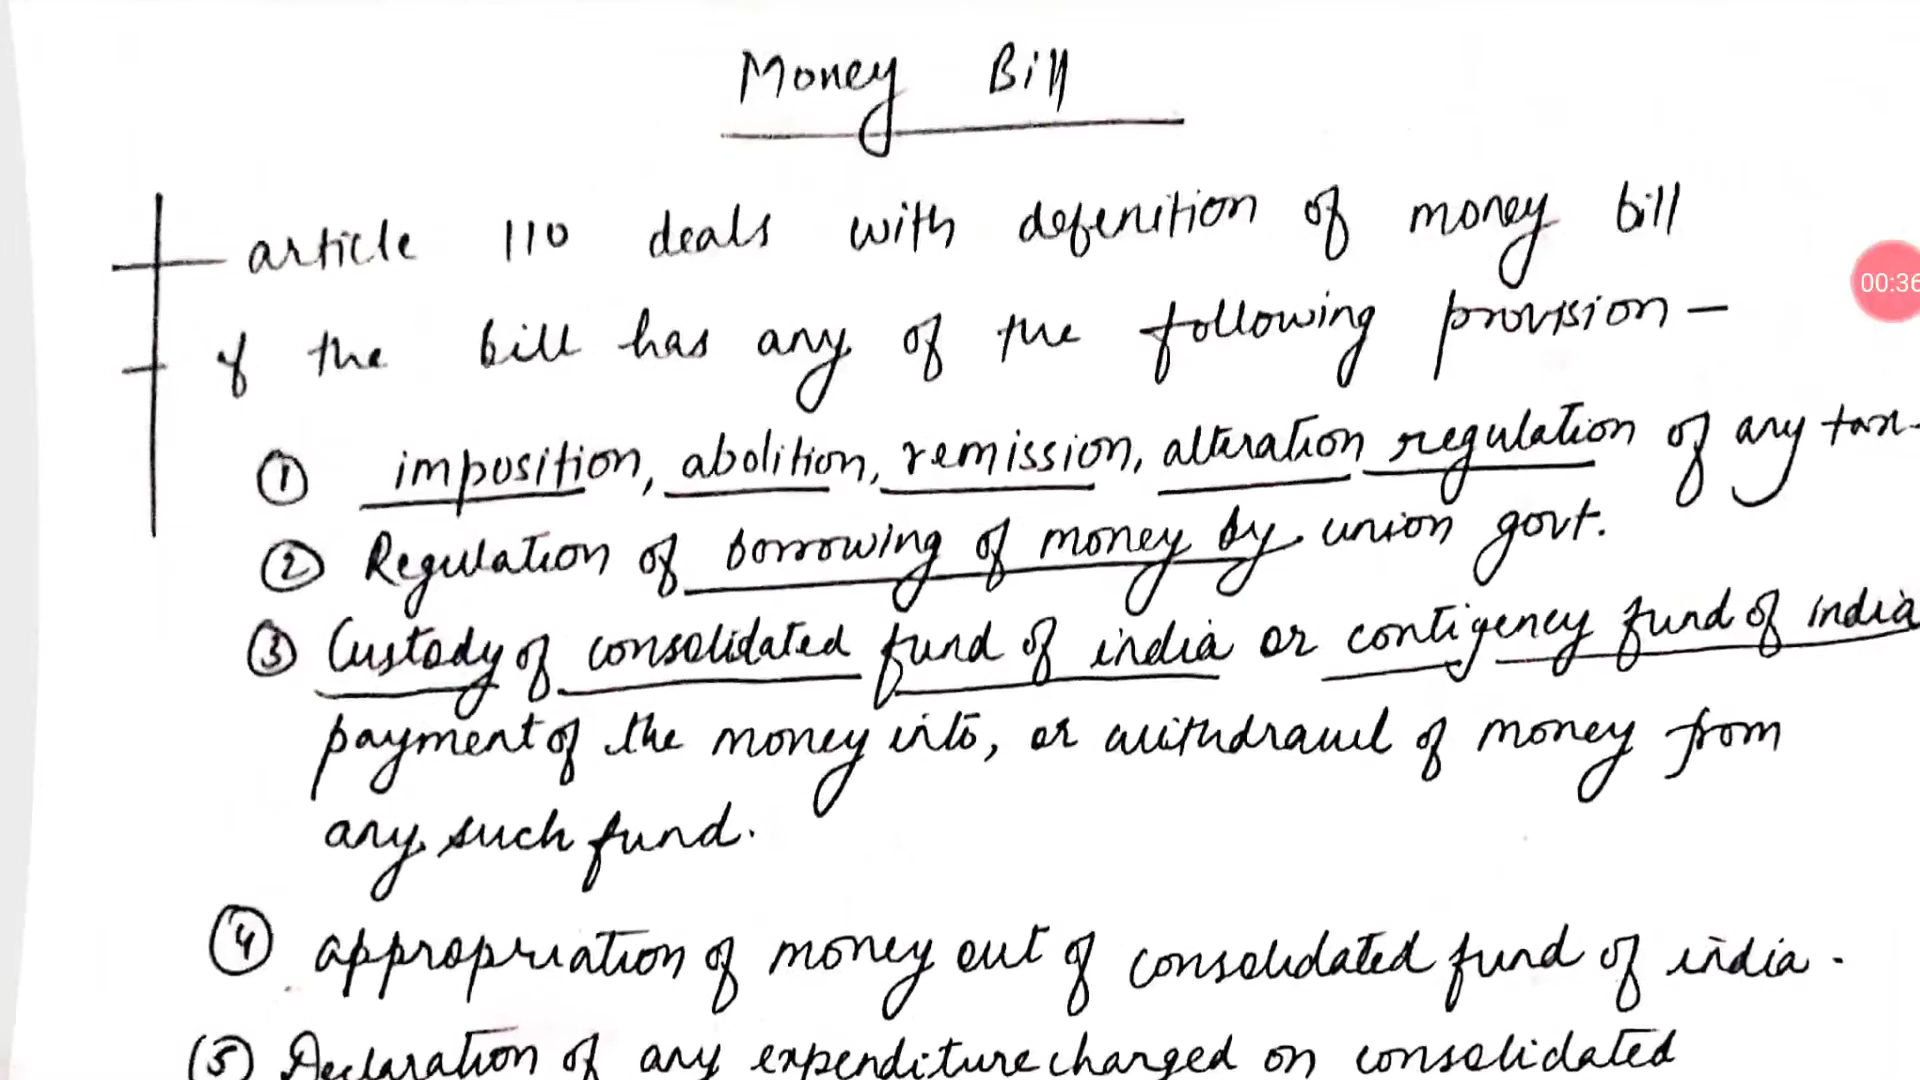 Money Bill
article 110 deals with defenition of money bill
if the bill has any of the following provision -
00:36
① imposition, abolition, remission, alteration regulation of any tax.
② Regulation of borrowing of money by union govt.
③ Custody of consolidated fund of india or contigency fund of india
payment of the money into, or withdrawl of money from
any such fund.
④ appropriation of money out of consolidated fund of india.
(5) Declaration of any expenditure charged on consolidated